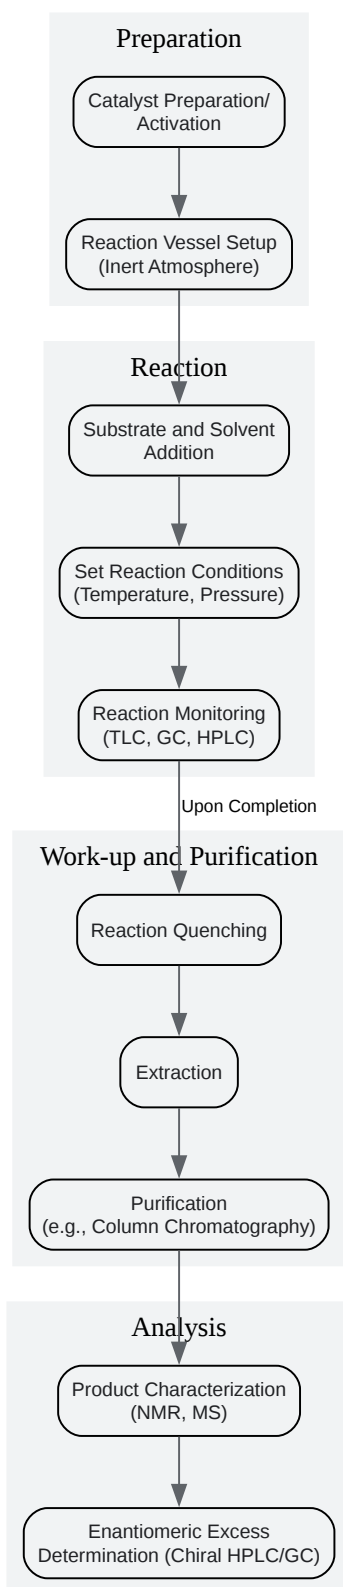 Preparation
Catalyst Preparation/
Activation
Reaction Vessel Setup
(Inert Atmosphere)
Reaction
Substrate and Solvent
Addition
Set Reaction Conditions
(Temperature, Pressure)
Reaction Monitoring
(TLC, GC, HPLC)
Upon Completion
Work-up and Purification
Reaction Quenching
Extraction
Purification
(e.g., Column Chromatography)
Analysis
Product Characterization
(NMR, MS)
Enantiomeric Excess
Determination (Chiral HPLC/GC)